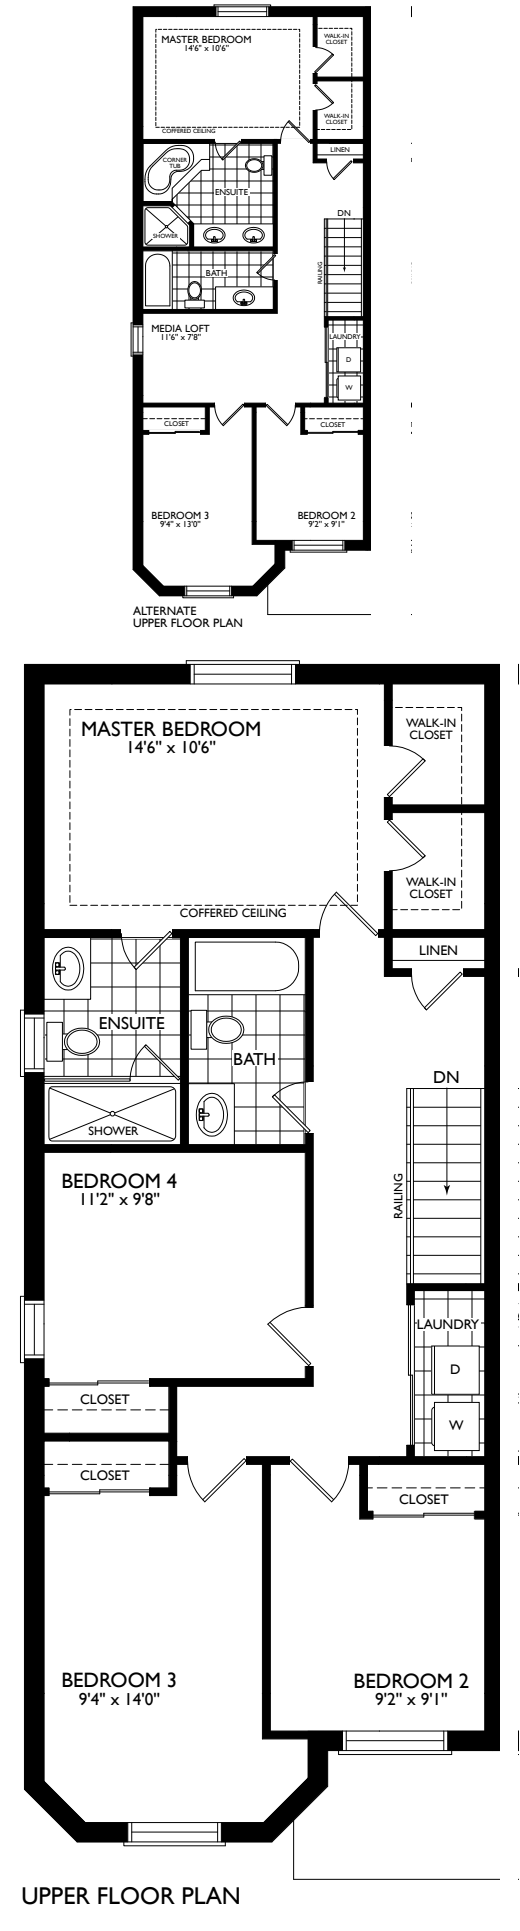 MASTER BEDROOM
14'6" x 10'6"
WALK-IN
CLOSET
WALK-IN
CLOSET
COFFERED CEILING
LINEN
CORNER
TUB
ENSUITE
SHOWER
DN
RAILING
BATH
MEDIA LOFT
11'6" x 7'8"
LAUNDRY
D
W
CLOSET
CLOSET
BEDROOM 3
9'4" x 13'0"
BEDROOM 2
9'2" x 9'1"
ALTERNATE
UPPER FLOOR PLAN
MASTER BEDROOM
14'6" x 10'6"
WALK-IN
CLOSET
WALK-IN
CLOSET
COFFERED CEILING
LINEN
ENSUITE
BATH
DN
SHOWER
BEDROOM 4
11'2" x 9'8"
RAILING
LAUNDRY
D
W
CLOSET
CLOSET
CLOSET
BEDROOM 3
9'4" x 14'0"
BEDROOM 2
9'2" x 9'1"
UPPER FLOOR PLAN